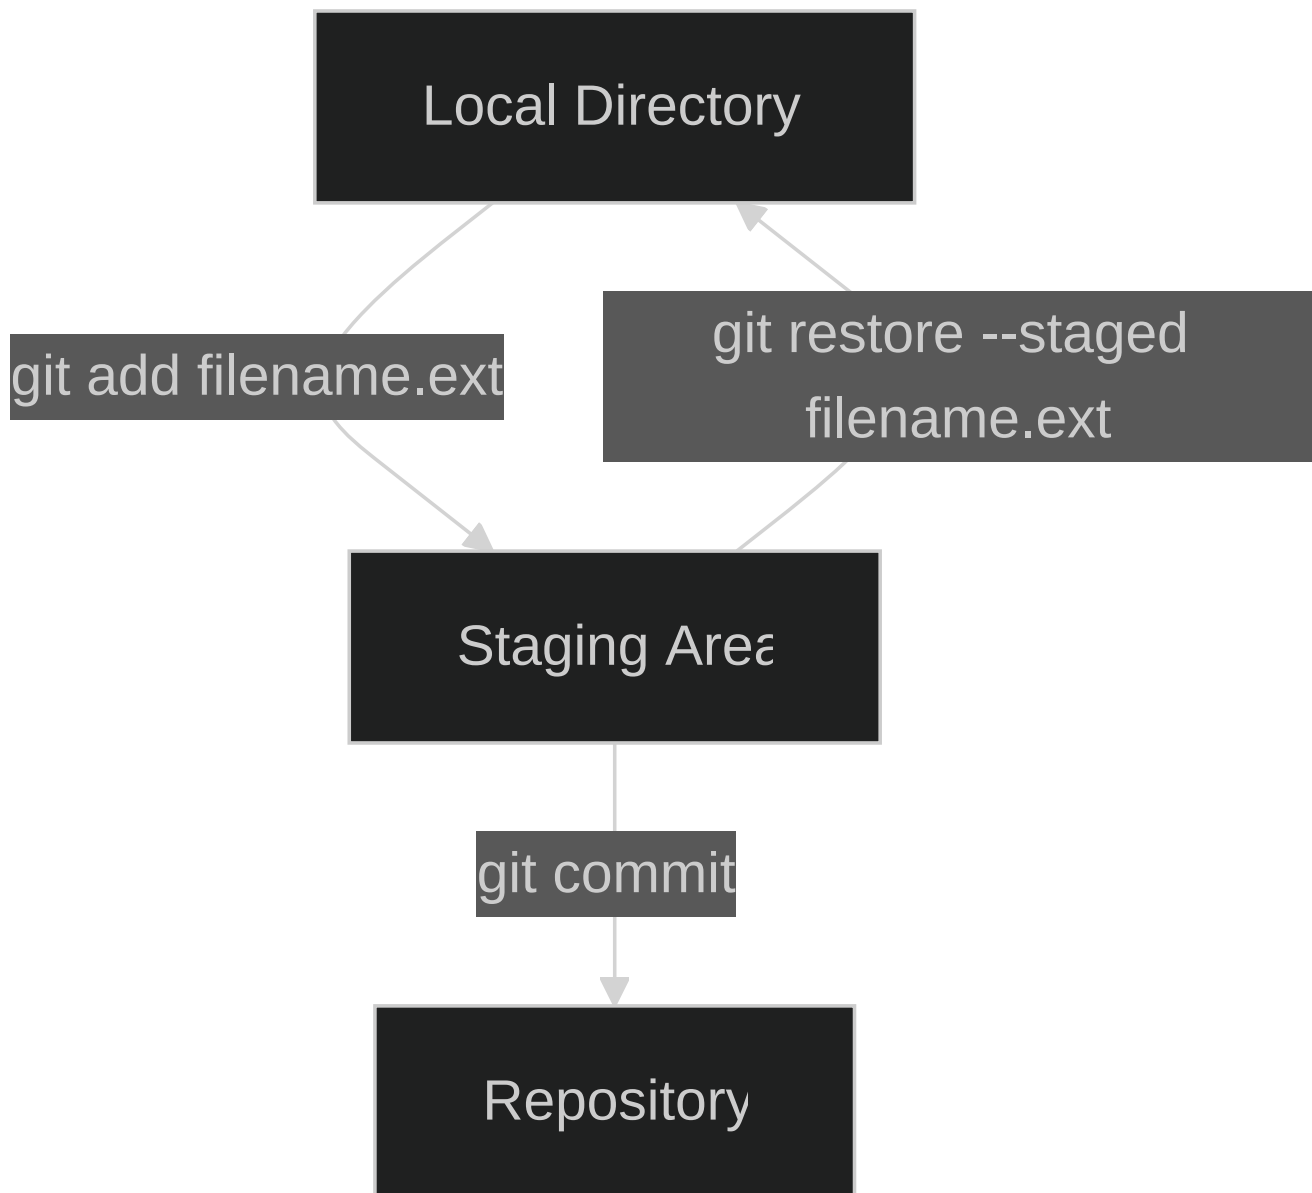 Local Directory
git add filename.ext
git restore --staged
filename.ext
Staging Area
git commit
Repository